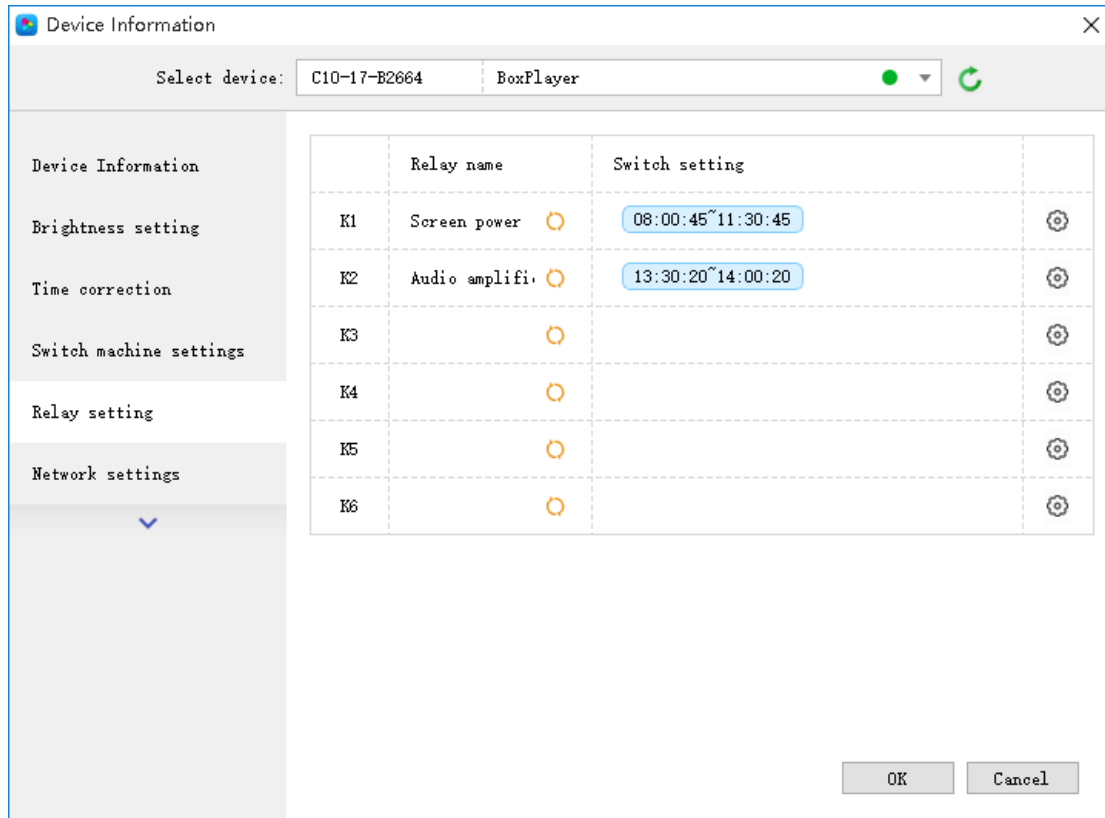 Device Information
Select device: C10-17-B2664 BoxPlayer
Device Information
Brightness setting
Time correction
Switch machine settings
Relay setting
Network settings
Relay name Switch setting
K1 Screen power 08:00:45~11:30:45
K2 Audio amplifi 13:30:20~14:00:20
K3
K4
K5
K6
OK Cancel